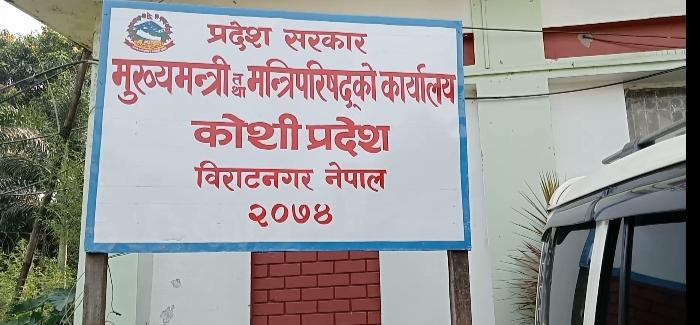 प्रदेश सरकार
मुख्यमन्त्री तथा मन्त्रिपरिषद्को कार्यालय
कोशी प्रदेश
विराटनगर नेपाल
२०७४